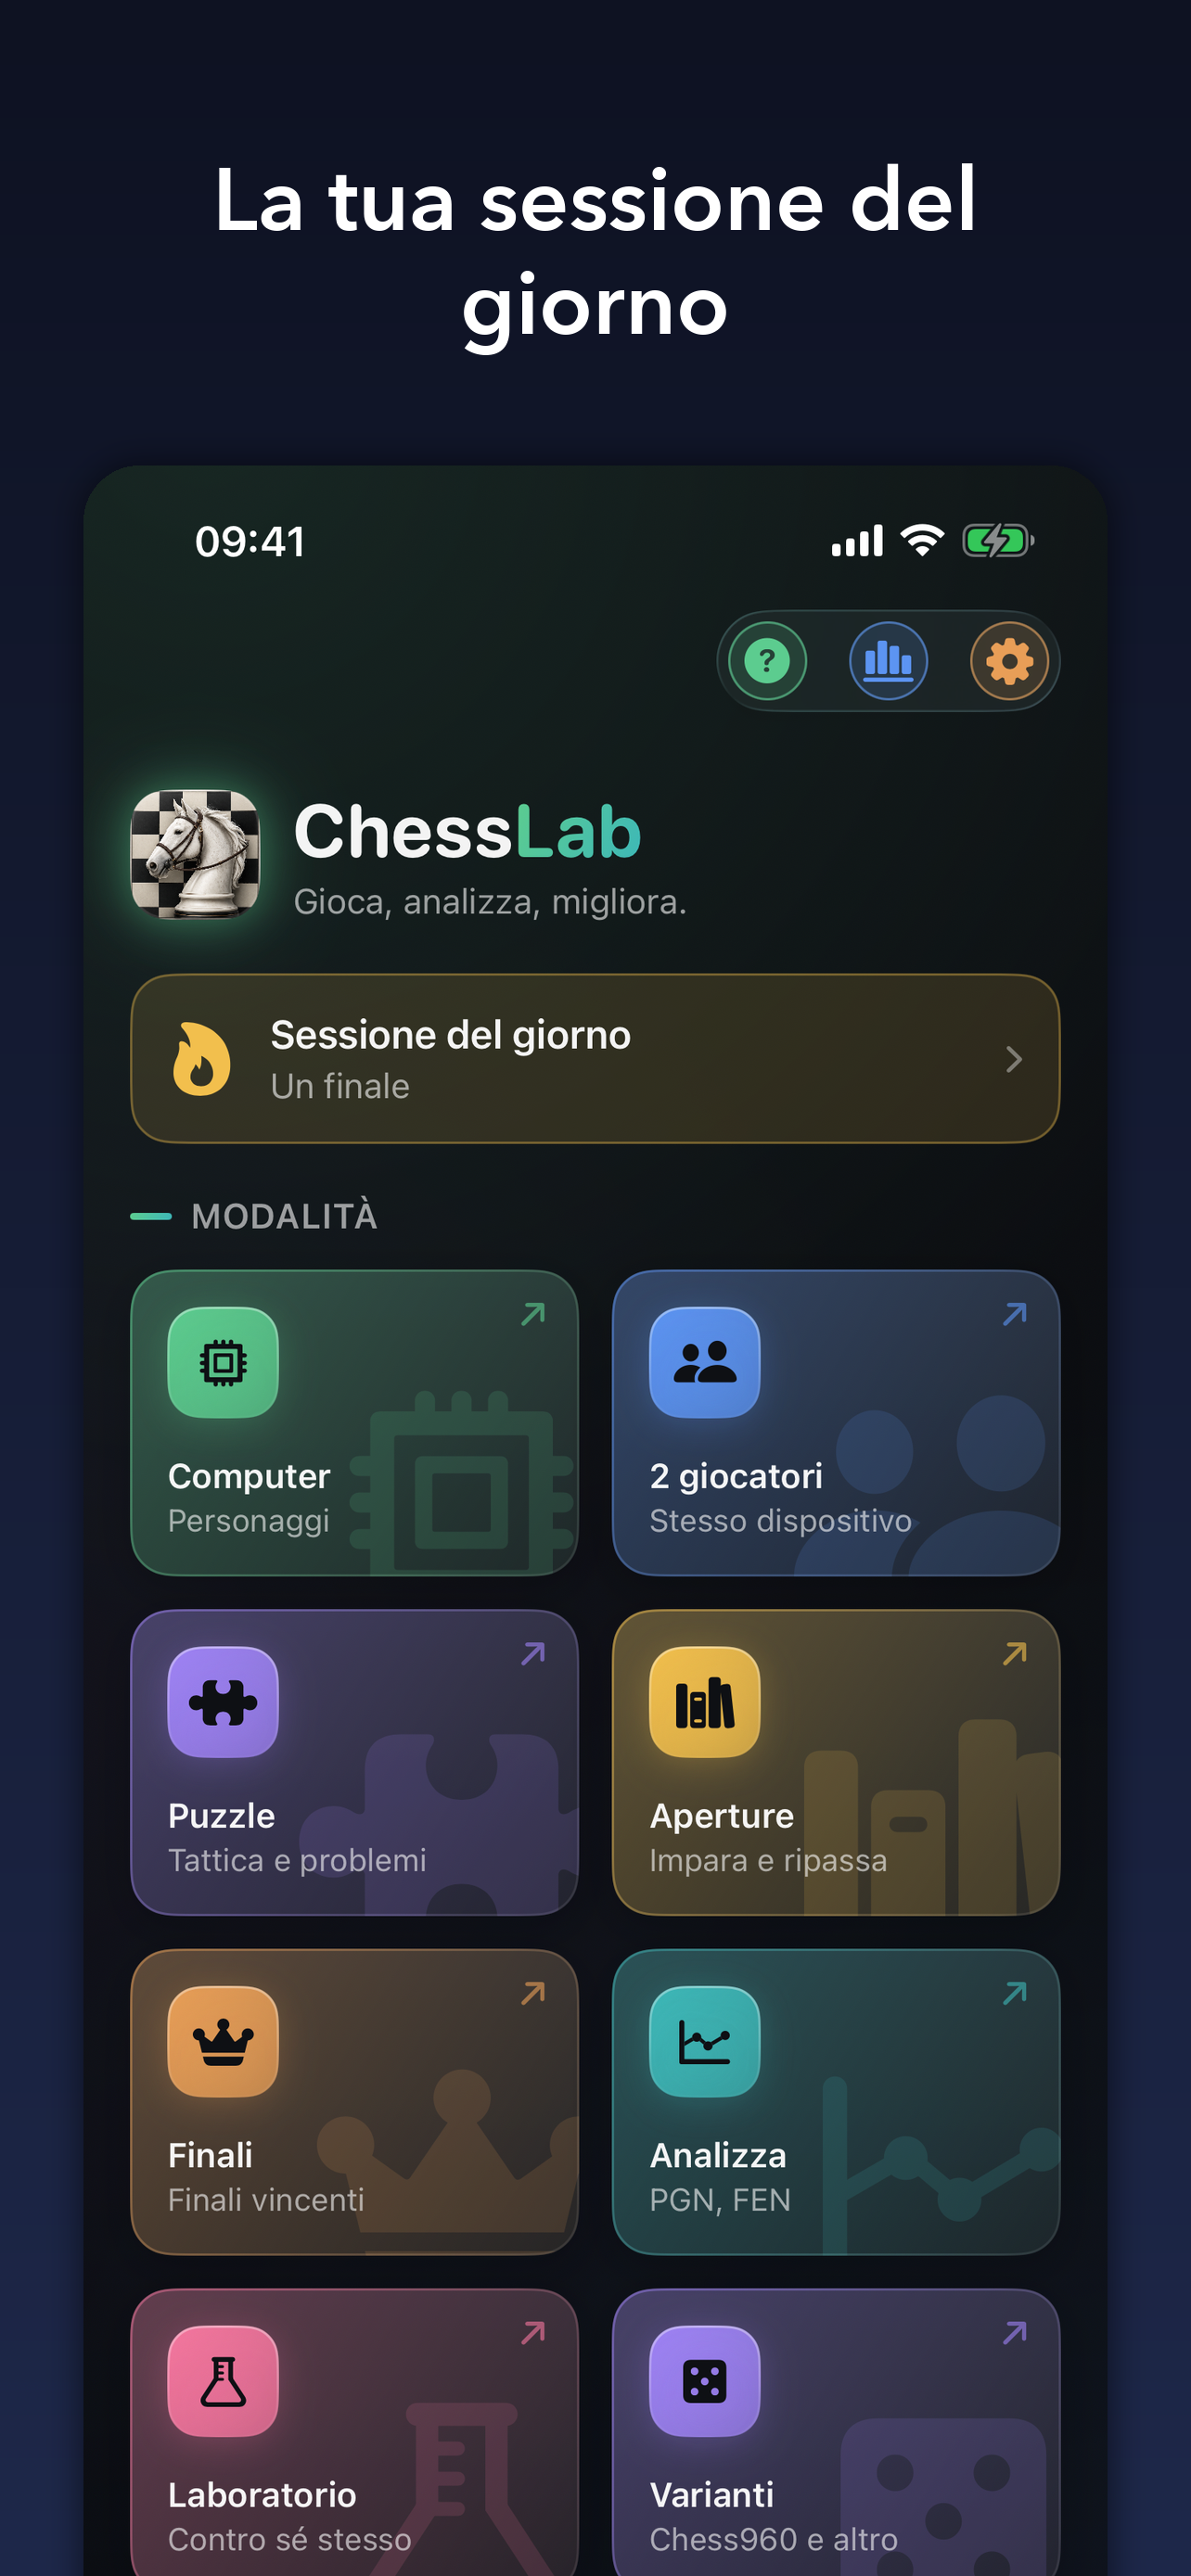 La tua sessione del
giorno
09:41
?
ChessLab
Gioca, analizza, migliora.
Sessione del giorno
Un finale
MODALITÀ
Computer
Personaggi
2 giocatori
Stesso dispositivo
Puzzle
Tattica e problemi
Aperture
Impara e ripassa
Finali
Finali vincenti
Analizza
PGN, FEN
Laboratorio
Contro sé stesso
Varianti
Chess960 e altro